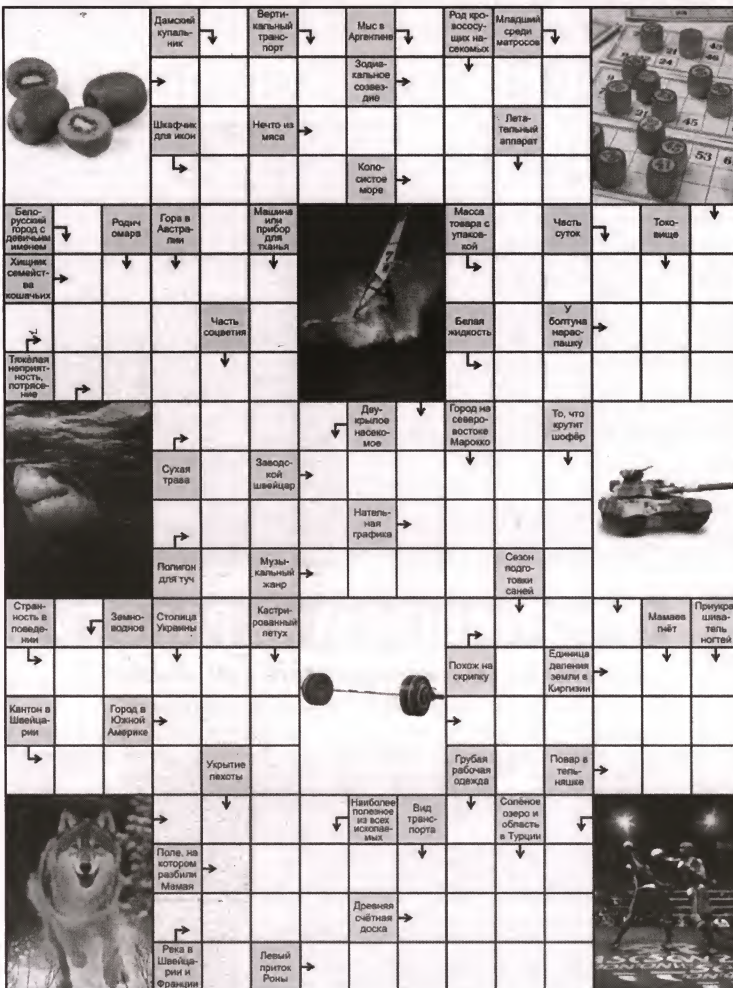 Дамский
купаль-
ник
Верти-
кальный
транс-
порт
Мыс в
Аргентине
Род кро-
вососу-
щих на-
секомых
Младший
среди
матросов
Зодиа-
кальное
созвез-
дие
Шкафчик
для икон
Нечто из
мяса
Лета-
тельный
аппарат
Коло-
систое
море
Бело-
русский
город с
девичьим
именем
Родич
омара
Гора в
Австра-
лии
Машина
или
прибор
для
тканья
7
Масса
товара с
упаков-
кой
Часть
суток
Токо-
вище
Хищник
семейст-
ва
кошачьих
Часть
соцветия
Белая
жидкость
У
болтуна
нарас-
пашку
Тяжёлая
неприят-
ность,
потрясе-
ние
Дву-
крылое
насеко-
мое
Город на
северо-
востоке
Марокко
То, что
крутит
шофёр
Сухая
трава
Заводс-
кой
швейцар
Натель-
ная
графика
Полигон
для туч
Музы-
кальный
жанр
Сезон
подго-
товки
саней
Стран-
ность в
поведе-
нии
Земно-
водное
Столица
Украины
Кастри-
рованный
петух
Мамаев
гнёт
Приукра-
шива-
тель
ногтей
Похож на
скрипку
Единица
деления
земли в
Киргизии
Кантон в
Швейца-
рии
Город в
Южной
Америке
Укрытие
пехоты
Грубая
рабочая
одежда
Повар в
тель-
няшке
Наиболее
полезное
из всех
ископае-
мых
Вид
транс-
порта
Солёное
озеро и
область
в Турции
Поле, на
котором
разбили
Мамая
Древняя
счётная
доска
Река в
Швейца-
рии и
Франции
Левый
приток
Роны